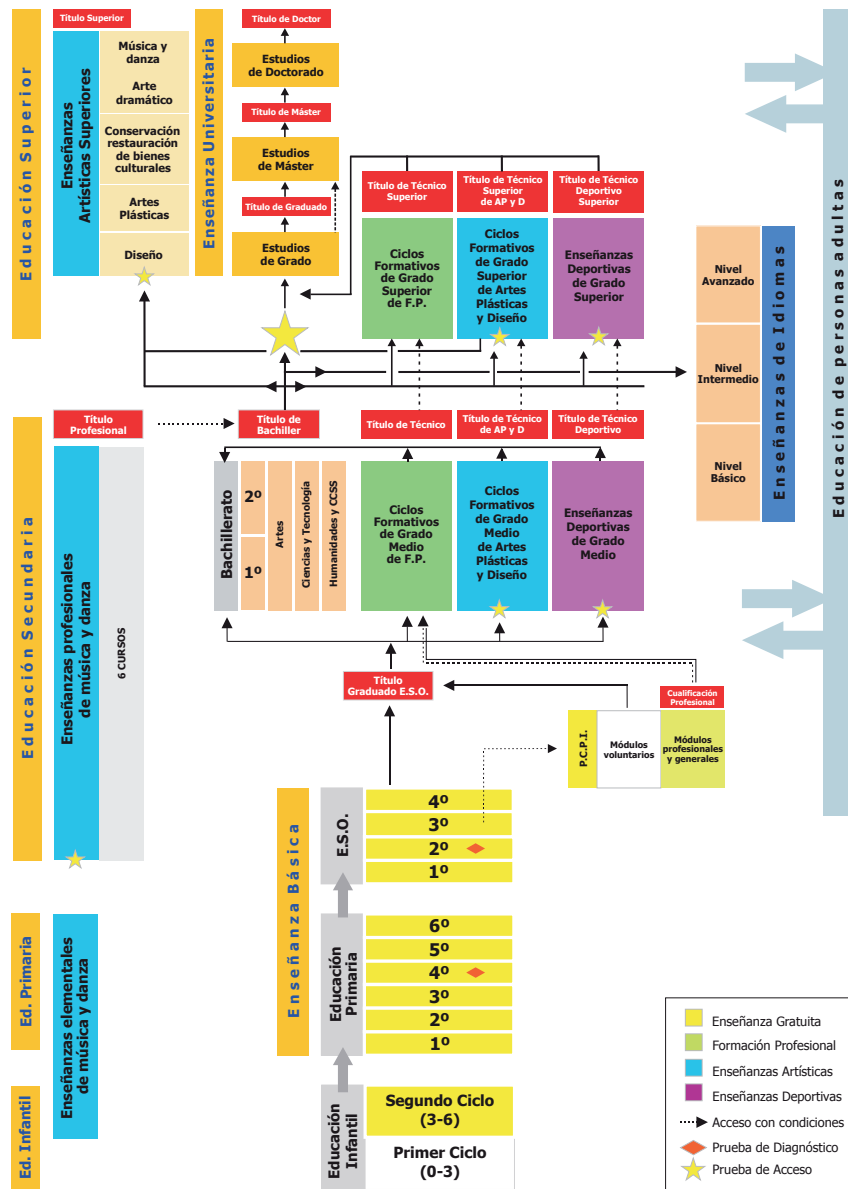 Educación Superior
Título Superior
Enseñanzas
Artísticas Superiores
Música y
danza
Arte
dramático
Conservación
restauración
de bienes
culturales
Artes
Plásticas
Diseño
Enseñanza Universitaria
Título de Doctor
Estudios
de Doctorado
Título de Máster
Estudios
de Máster
Título de Graduado
Estudios
de Grado
Título de Técnico
Superior
Título de Técnico
Superior
de AP y D
Título de Técnico
Deportivo
Superior
Ciclos
Formativos
de Grado
Superior
de F.P.
Ciclos
Formativos
de Grado
Superior
de Artes
Plásticas
y Diseño
Enseñanzas
Deportivas
de Grado
Superior
Nivel
Avanzado
Nivel
Intermedio
Nivel
Básico
Enseñanzas de Idiomas
Educación de personas adultas
Educación Secundaria
Título
Profesional
Título de
Bachiller
Título de Técnico
Título de Técnico
de AP y D
Título de Técnico
Deportivo
Enseñanzas profesionales
de música y danza
6 CURSOS
Bachillerato
2º
1º
Artes
Ciencias y Tecnología
Humanidades y CCSS
Ciclos
Formativos
de Grado
Medio
de F.P.
Ciclos
Formativos
de Grado
Medio
de Artes
Plásticas
y Diseño
Enseñanzas
Deportivas
de Grado
Medio
Título
Graduado E.S.O.
Cualificación
Profesional
P.C.P.I.
Módulos
voluntarios
Módulos
profesionales
y generales
Enseñanza Básica
E.S.O.
4º
3º
2º
1º
Ed. Primaria
Enseñanzas elementales
de música y danza
Educación
Primaria
6º
5º
4º
3º
2º
1º
Ed. Infantil
Educación
Infantil
Segundo Ciclo
(3-6)
Primer Ciclo
(0-3)
Enseñanza Gratuita
Formación Profesional
Enseñanzas Artísticas
Enseñanzas Deportivas
Acceso con condiciones
Prueba de Diagnóstico
Prueba de Acceso